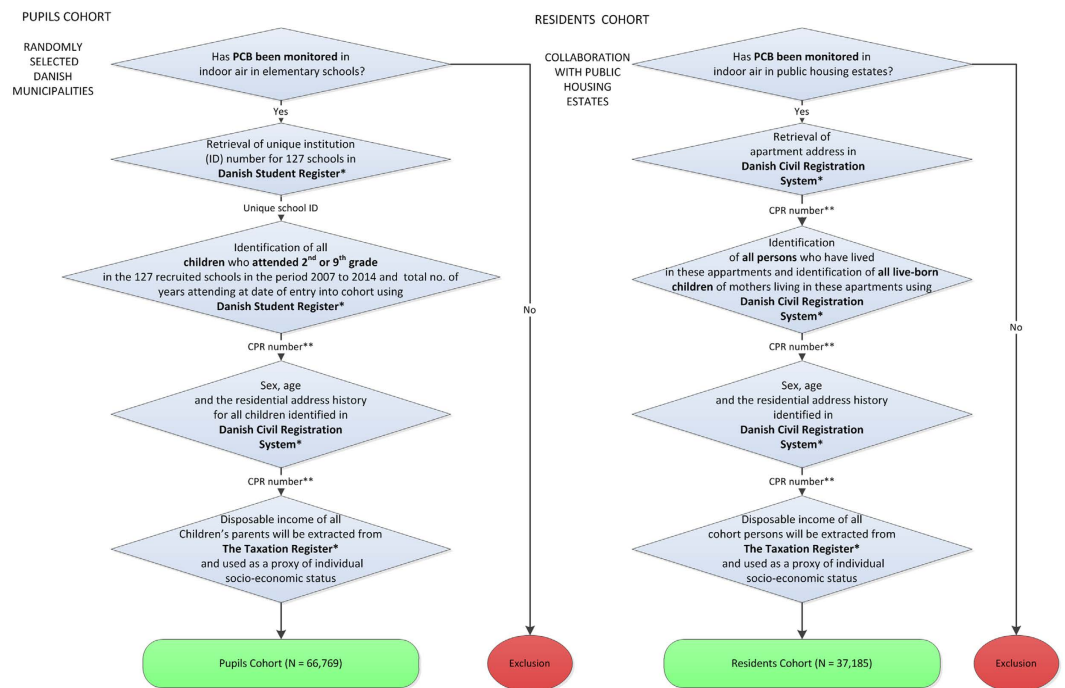 PUPILS COHORT
RANDOMLY
SELECTED
DANISH
MUNICIPALITIES
Has PCB been monitored in
indoor air in elementary schools?
Yes
Retrieval of unique institution
(ID) number for 127 schools in
Danish Student Register*
Unique school ID
Identification of all
children who attended 2nd or 9th grade
in the 127 recruited schools in the period 2007 to 2014 and total no. of
years attending at date of entry into cohort using
Danish Student Register*
No
CPR number**
Sex, age
and the residential address history
for all children identified in
Danish Civil Registration
System*
CPR number**
Disposable income of all
Children's parents will be extracted from
The Taxation Register*
and used as a proxy of individual
socio-economic status
Pupils Cohort (N = 66,769)
Exclusion
RESIDENTS COHORT
COLLABORATION
WITH PUBLIC
HOUSING
ESTATES
Has PCB been monitored in
indoor air in public housing estates?
Yes
Retrieval of
apartment address in
Danish Civil Registration
System*
CPR number**
Identification
of all persons who have lived
in these appartments and identification of all live-born
children of mothers living in these apartments using
Danish Civil Registration
System*
No
CPR number**
Sex, age
and the residential address history
identified in
Danish Civil Registration
System*
CPR number**
Disposable income of all
cohort persons will be extracted from
The Taxation Register*
and used as a proxy of individual
socio-economic status
Residents Cohort (N = 37,185)
Exclusion